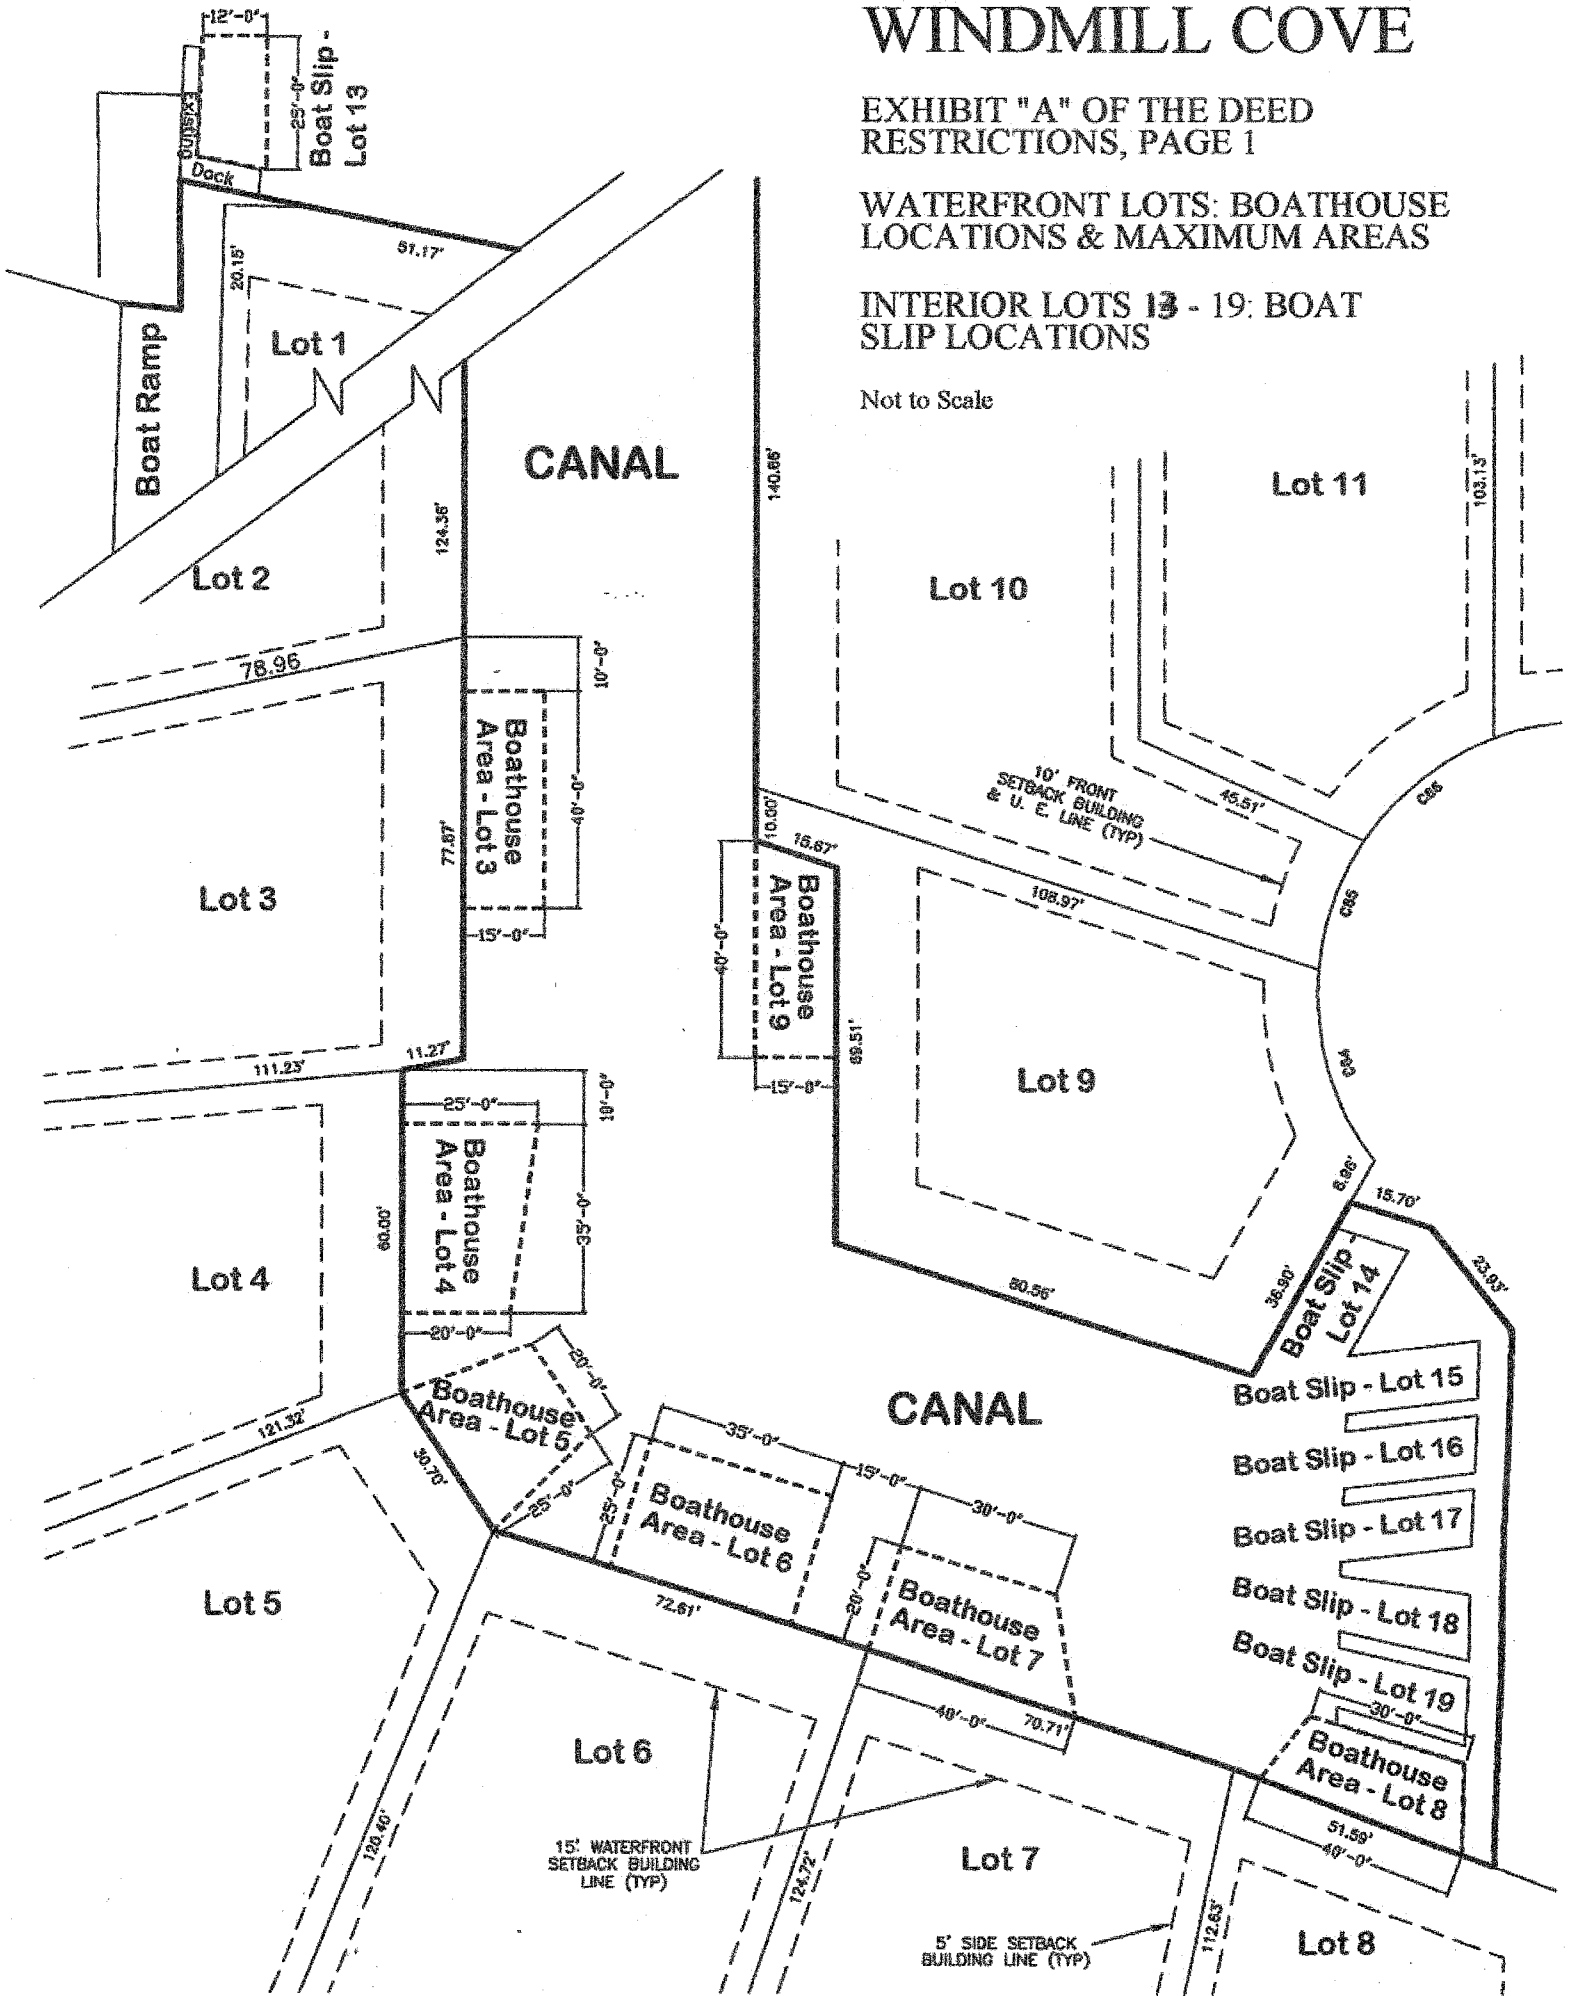 WINDMILL COVE
EXHIBIT "A" OF THE DEED
RESTRICTIONS, PAGE 1
WATERFRONT LOTS: BOATHOUSE
LOCATIONS & MAXIMUM AREAS
INTERIOR LOTS 13 - 19: BOAT
SLIP LOCATIONS
Not to Scale
12'-0"
25'-0"
Boat Slip -
Lot 13
Existing
Dock
51.17'
20.15'
Lot 1
Boat Ramp
CANAL
124.36'
Lot 2
78.96
10'-0"
Boathouse
Area - Lot 3
40'-0"
77.87'
15'-0"
Lot 3
11.27'
111.23'
140.66'
Lot 10
Lot 11
103.13'
10' FRONT
SETBACK BUILDING
& U. E. LINE (TYP)
45.51'
10.00'
15.67'
108.97'
Boathouse
Area - Lot 9
40'-0"
15'-0"
69.51'
Lot 9
C64
80.56'
36.90'
15.70'
23.93'
25'-0"
10'-0"
Boathouse
Area - Lot 4
35'-0"
60.00'
20'-0"
Lot 4
121.32'
20'-0"
Boathouse
Area - Lot 5
25'-0"
30.70'
Lot 5
CANAL
35'-0"
25'-0"
Boathouse
Area - Lot 6
15'-0"
30'-0"
20'-0"
Boathouse
Area - Lot 7
72.61'
40'-0"
70.71'
Boat Slip -
Lot 14
Boat Slip - Lot 15
Boat Slip - Lot 16
Boat Slip - Lot 17
Boat Slip - Lot 18
Boat Slip - Lot 19
30'-0"
Boathouse
Area - Lot 8
51.59'
40'-0"
Lot 6
120.40'
15' WATERFRONT
SETBACK BUILDING
LINE (TYP)
124.72'
Lot 7
5' SIDE SETBACK
BUILDING LINE (TYP)
112.63'
Lot 8